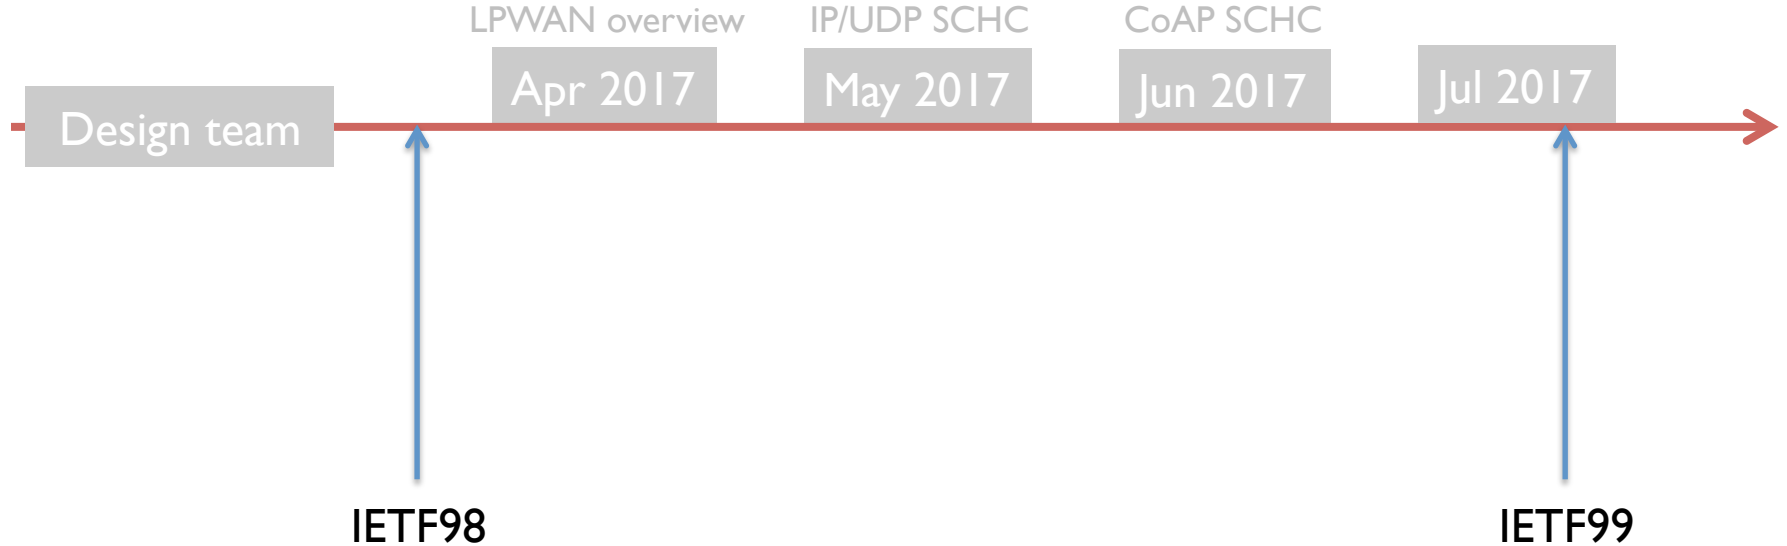 LPWAN overview
IP/UDP SCHC
CoAP SCHC
Apr 2017
May 2017
Jun 2017
Jul 2017
Design team
IETF98
IETF99